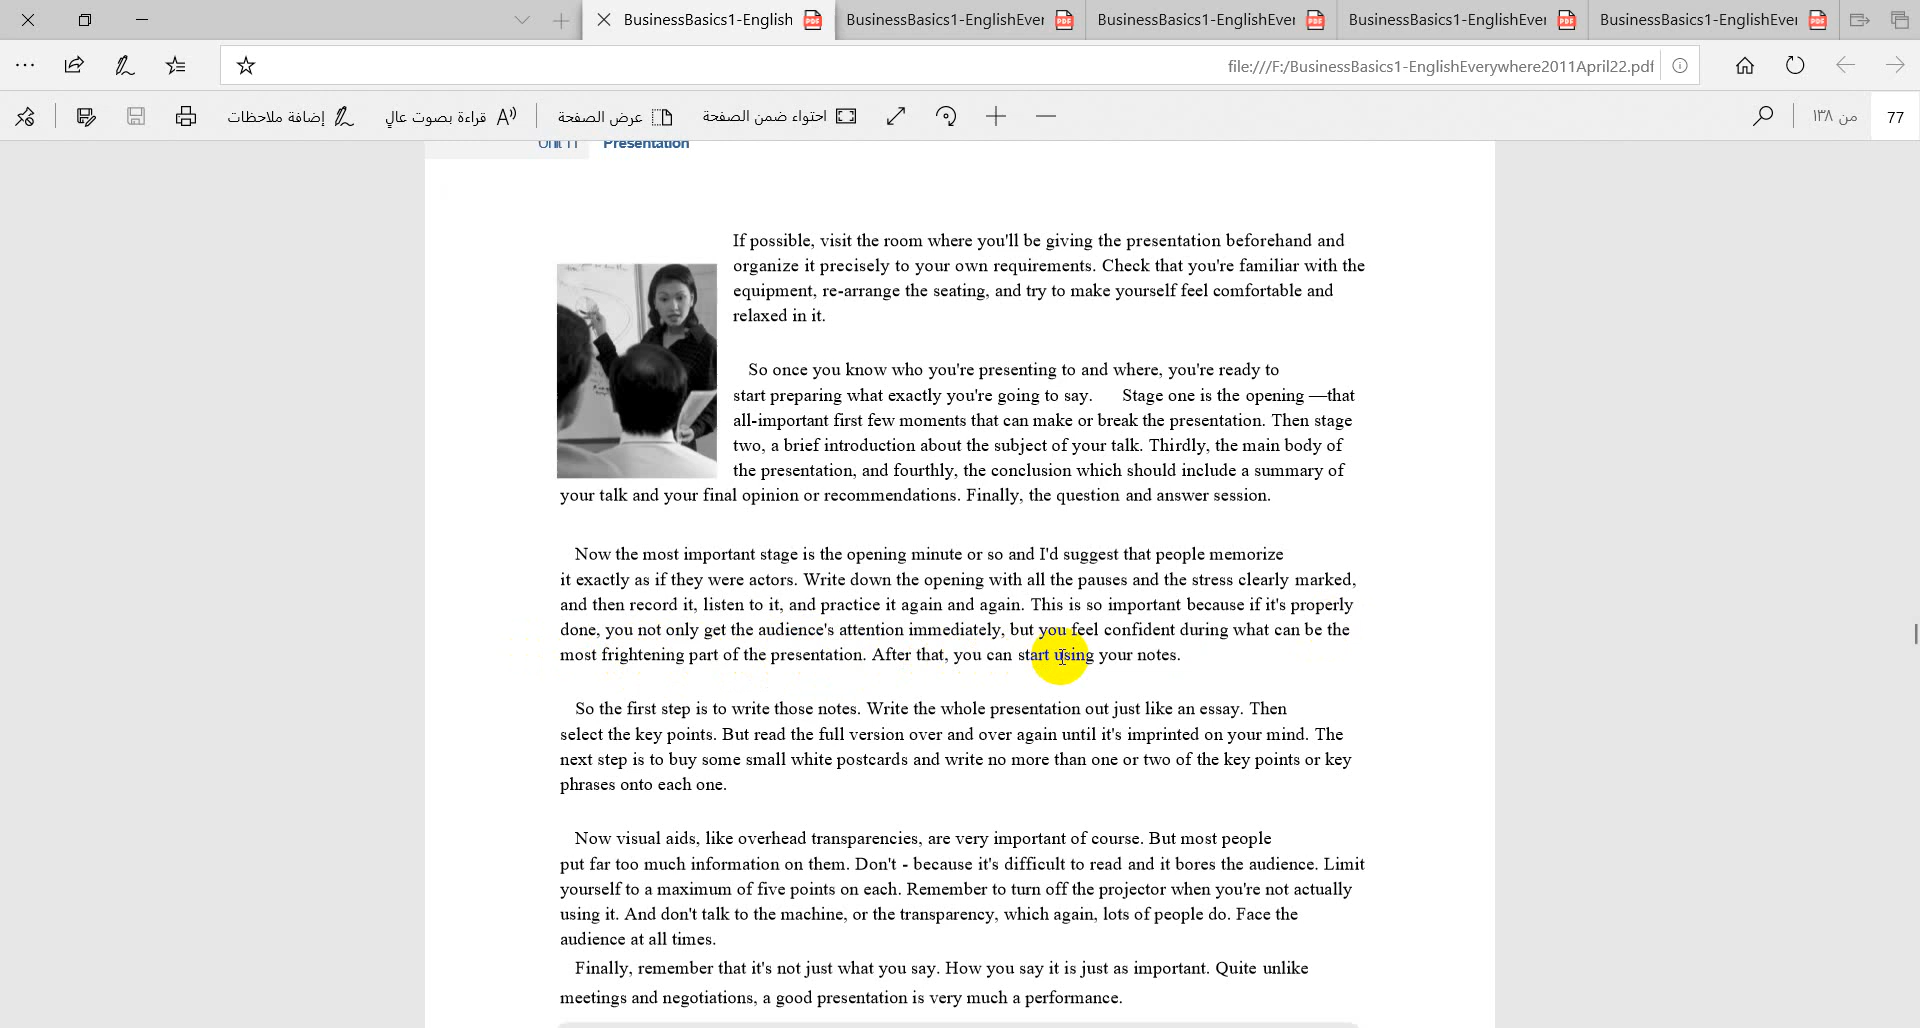 BusinessBasics1-English
BusinessBasics1-EnglishEver
BusinessBasics1-EnglishEver
BusinessBasics1-EnglishEver
BusinessBasics1-EnglishEver
file:///F:/BusinessBasics1-EnglishEverywhere2011April22.pdf
إضافة ملاحظات
قراءة بصوت عالٍ
عرض الصفحة
احتواء ضمن الصفحة
77 من ١٣٨
Unit 11 Presentation
If possible, visit the room where you'll be giving the presentation beforehand and
organize it precisely to your own requirements. Check that you're familiar with the
equipment, re-arrange the seating, and try to make yourself feel comfortable and
relaxed in it.
So once you know who you're presenting to and where, you're ready to
start preparing what exactly you're going to say. Stage one is the opening —that
all-important first few moments that can make or break the presentation. Then stage
two, a brief introduction about the subject of your talk. Thirdly, the main body of
the presentation, and fourthly, the conclusion which should include a summary of
your talk and your final opinion or recommendations. Finally, the question and answer session.
Now the most important stage is the opening minute or so and I'd suggest that people memorize
it exactly as if they were actors. Write down the opening with all the pauses and the stress clearly marked,
and then record it, listen to it, and practice it again and again. This is so important because if it's properly
done, you not only get the audience's attention immediately, but you feel confident during what can be the
most frightening part of the presentation. After that, you can start using your notes.
So the first step is to write those notes. Write the whole presentation out just like an essay. Then
select the key points. But read the full version over and over again until it's imprinted on your mind. The
next step is to buy some small white postcards and write no more than one or two of the key points or key
phrases onto each one.
Now visual aids, like overhead transparencies, are very important of course. But most people
put far too much information on them. Don't - because it's difficult to read and it bores the audience. Limit
yourself to a maximum of five points on each. Remember to turn off the projector when you're not actually
using it. And don't talk to the machine, or the transparency, which again, lots of people do. Face the
audience at all times.
Finally, remember that it's not just what you say. How you say it is just as important. Quite unlike
meetings and negotiations, a good presentation is very much a performance.